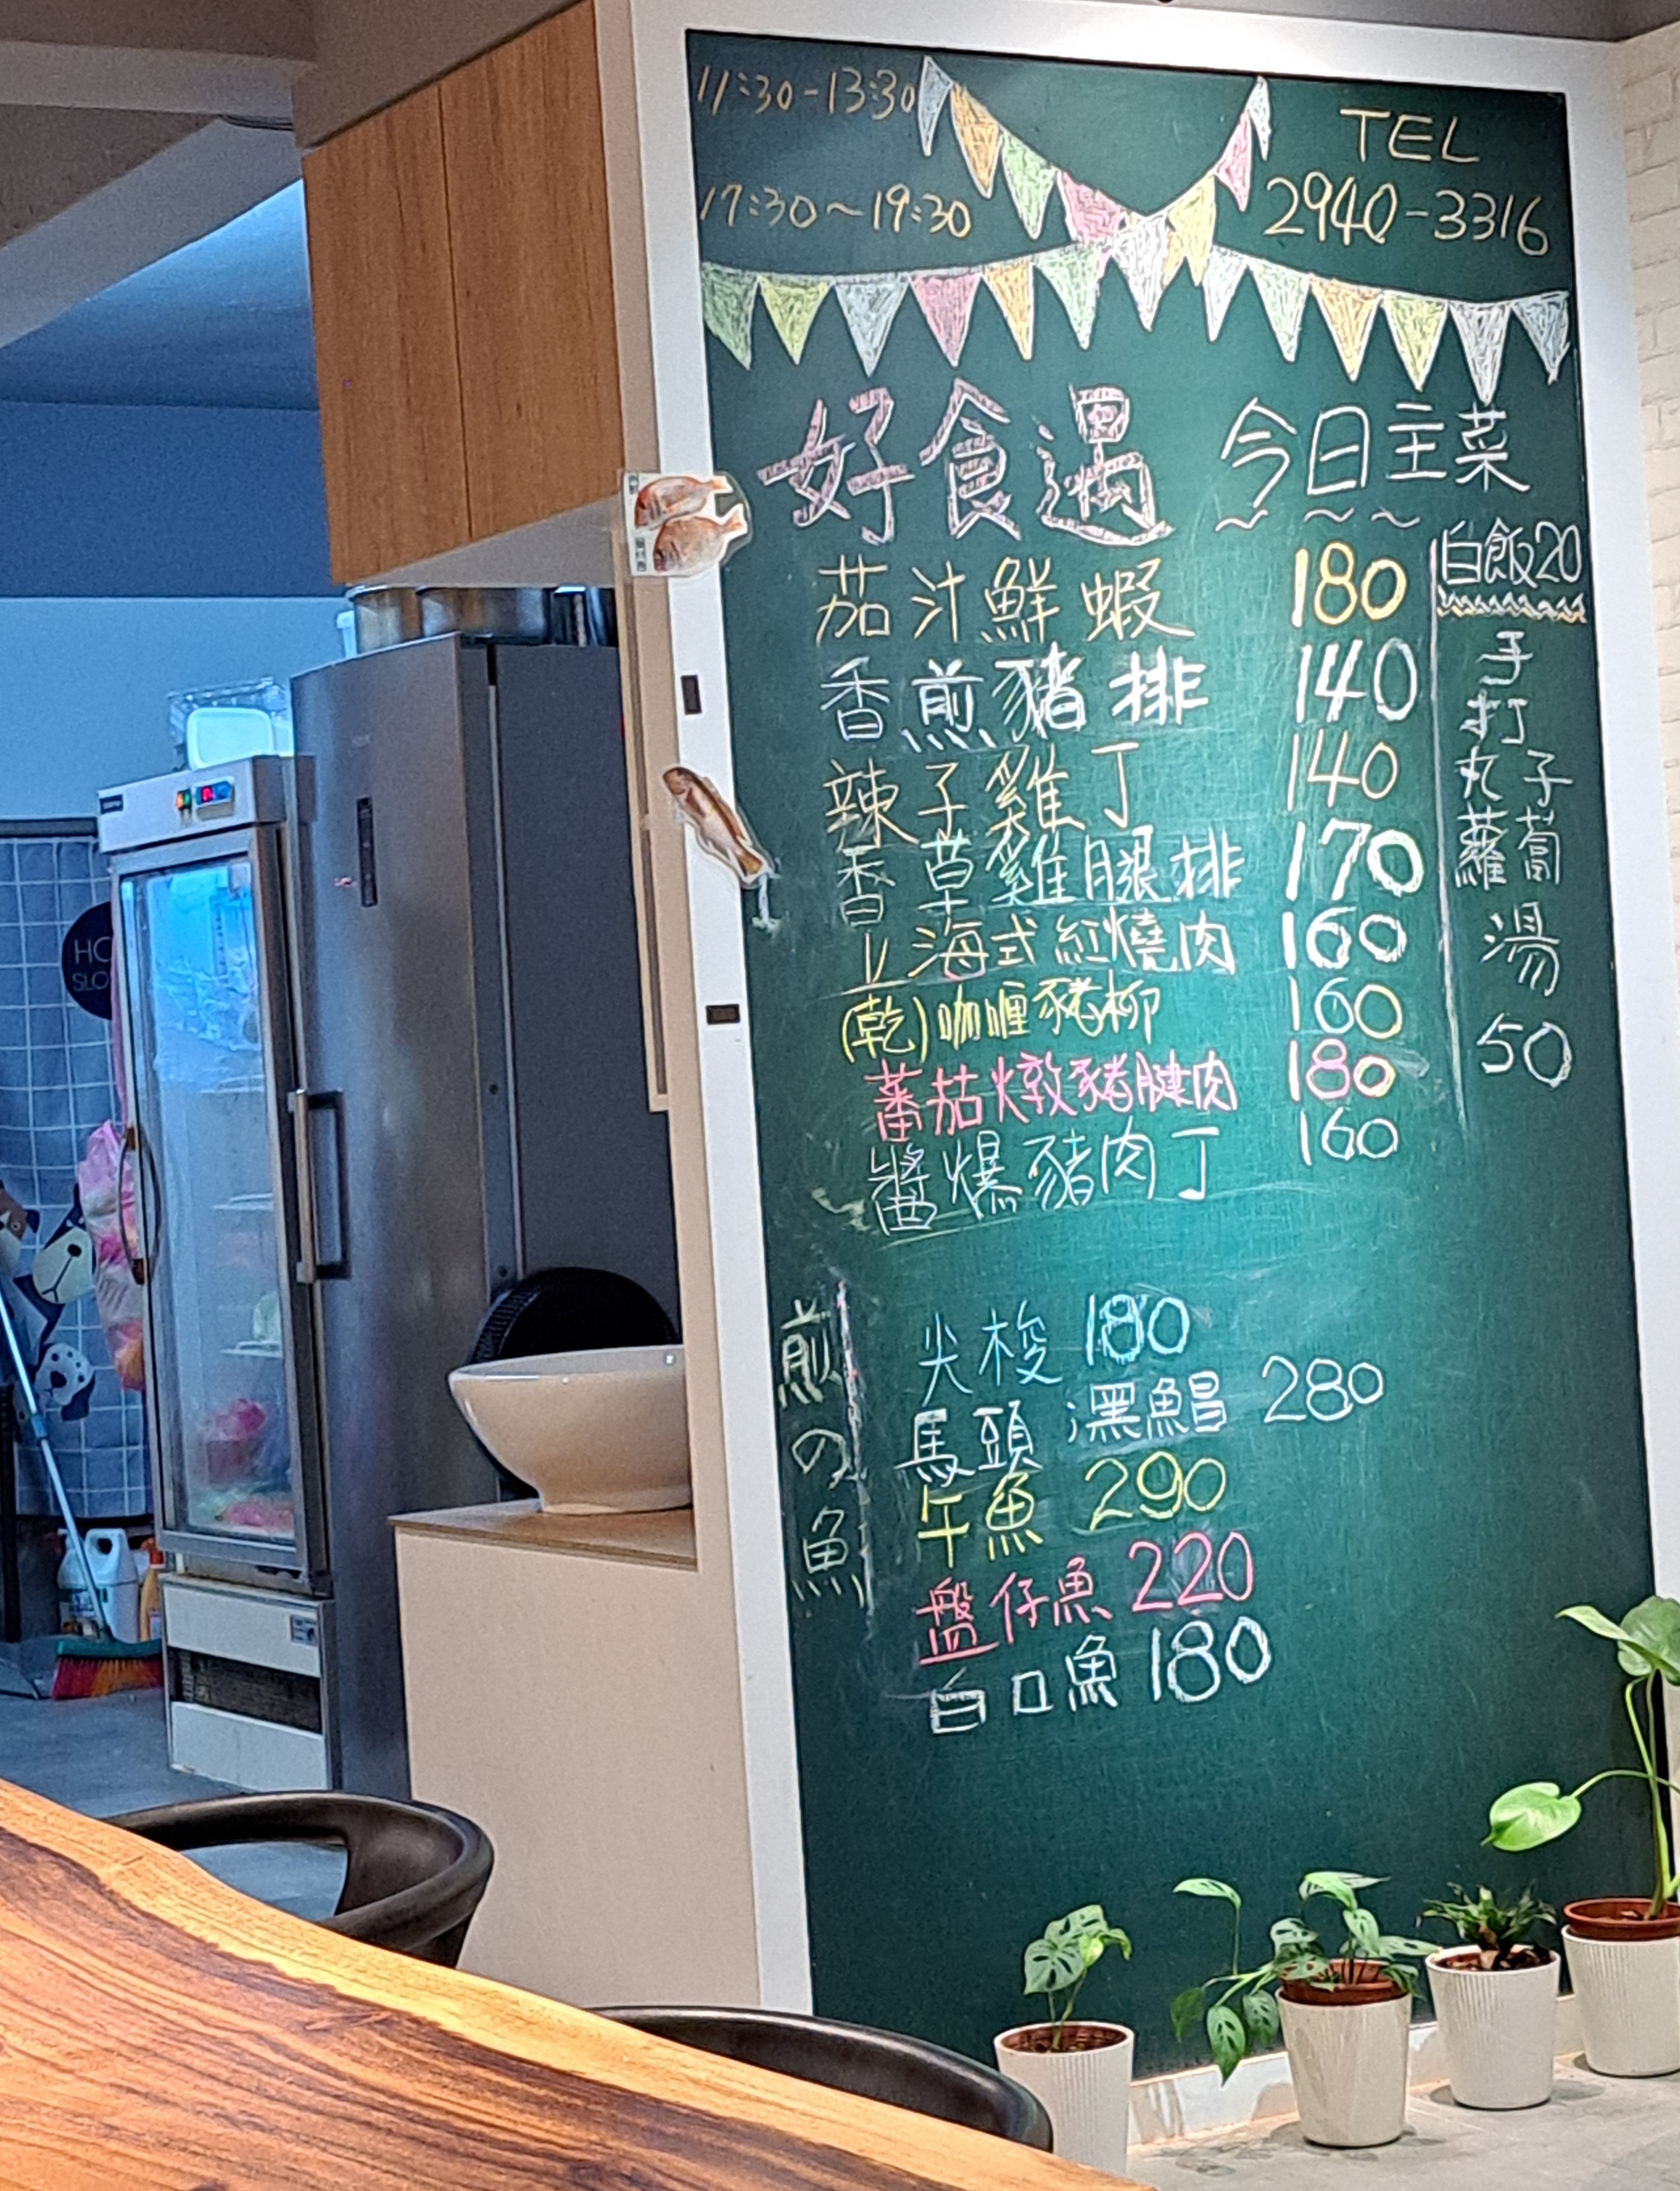 11:30-13:30
17:30~19:30
TEL
2940-3316
好食遇
今日主菜
茄汁鮮蝦 180
香煎豬排 140
辣子雞丁 140
香草雞腿排 170
上海式紅燒肉 160
(乾)咖喱豬柳 160
蕃茄燉豬腱肉 180
醬爆豬肉丁 160
白飯20
手
打
丸子
蘿蔔
湯
50
煎
の
魚
尖梭 180
馬頭 黑鯧 280
午魚 290
盤仔魚 220
白口魚 180